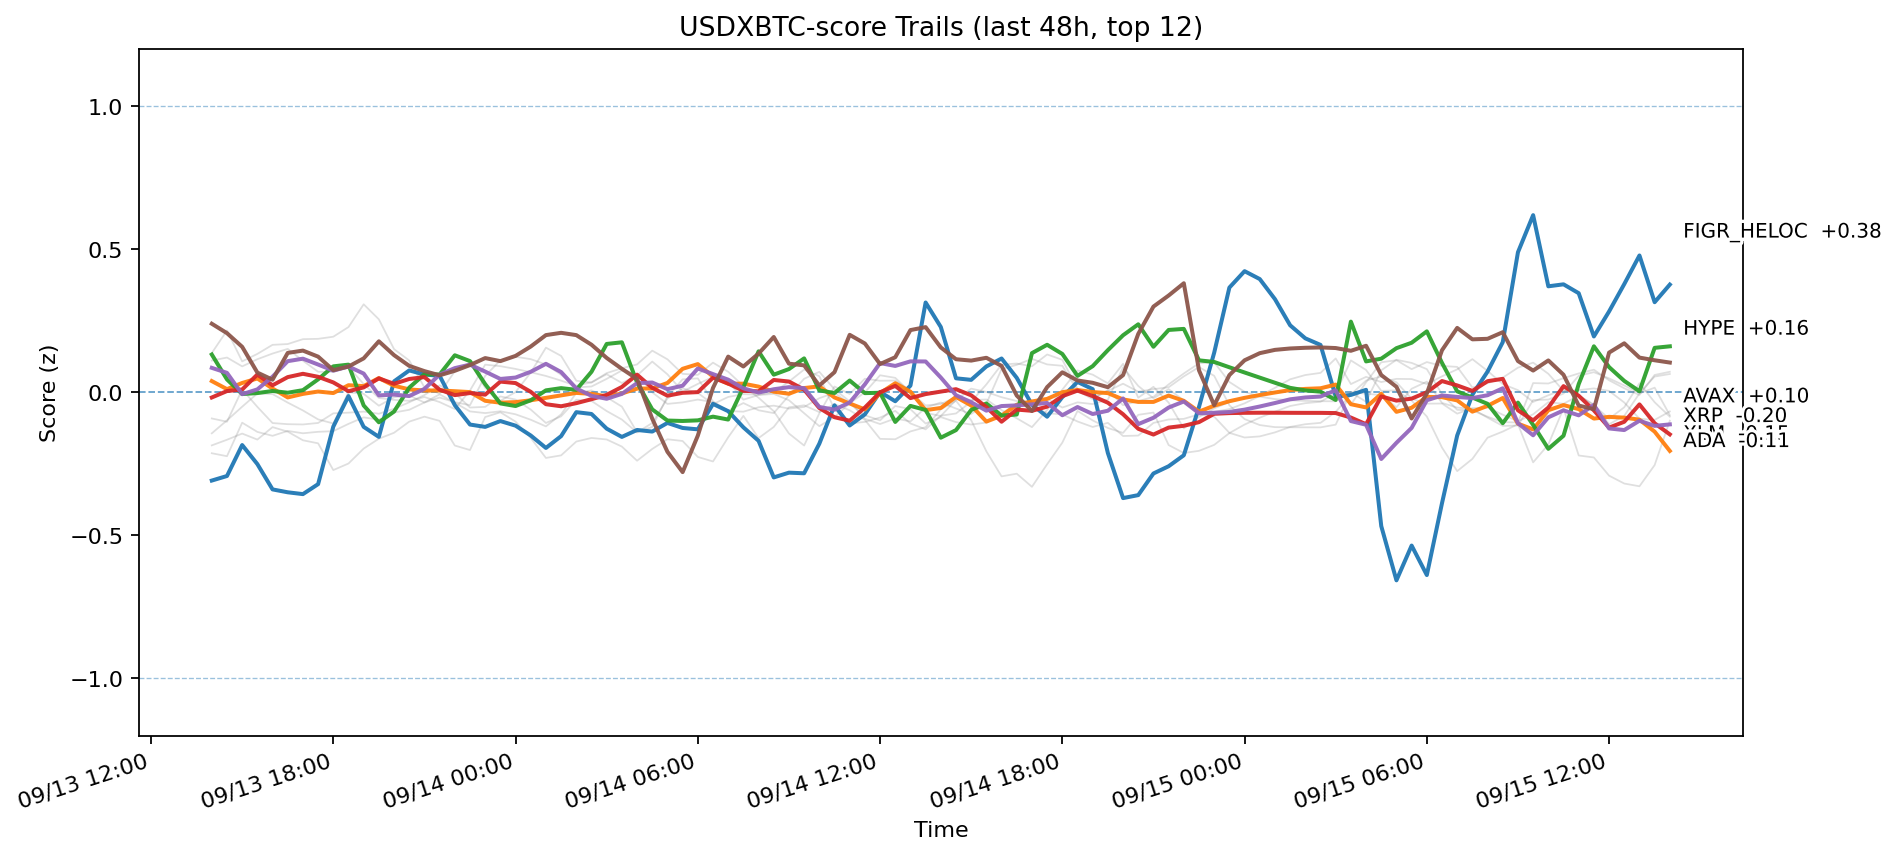 USDXBTC-score Trails (last 48h, top 12)
Score (z)
1.0
0.5
0.0
−0.5
−1.0
FIGR_HELOC +0.38
HYPE +0.16
AVAX +0.10
XRP -0.20
ADA -0.11
09/13 12:00
09/13 18:00
09/14 00:00
09/14 06:00
09/14 12:00
09/14 18:00
09/15 00:00
09/15 06:00
09/15 12:00
Time